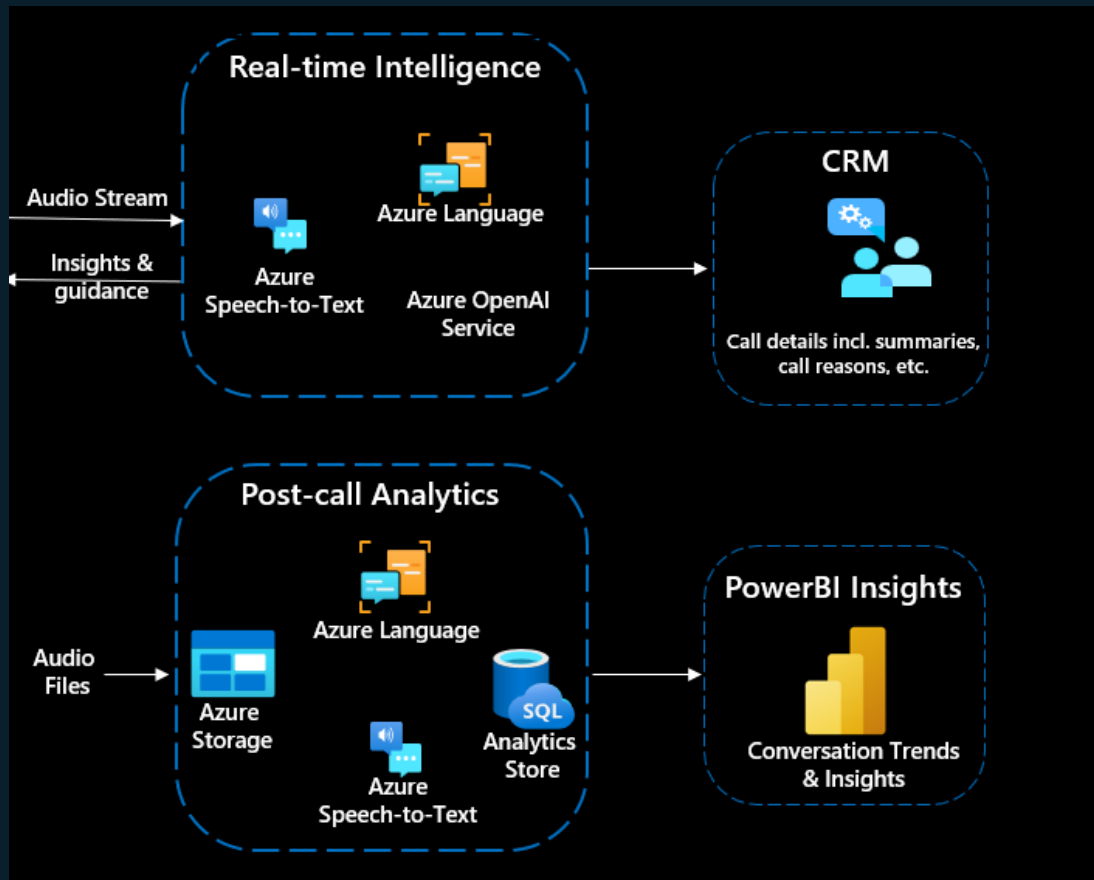 Real-time Intelligence
Audio Stream
Insights &
guidance
Azure Language
Azure
Speech-to-Text
Azure OpenAI
Service
CRM
Call details incl. summaries,
call reasons, etc.
Post-call Analytics
Audio
Files
Azure Language
Azure
Storage
SQL
Analytics
Store
Azure
Speech-to-Text
PowerBI Insights
Conversation Trends
& Insights